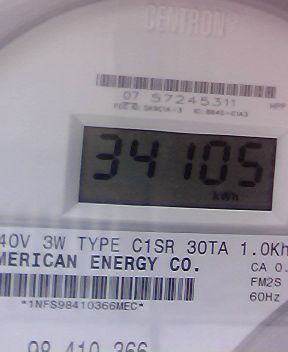 CENTRON®
07 57245311
34105
kWh
40V 3W TYPE C1SR 30TA 1.0Kh
MERICAN ENERGY CO.
CA 0.
FM2S
60Hz
*1NFS98410366MEC*
98 410 366